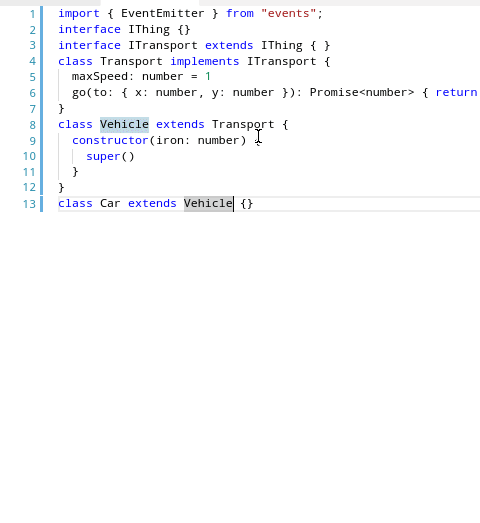 1 import { EventEmitter } from "events";
2 interface IThing {}
3 interface ITransport extends IThing { }
4 class Transport implements ITransport {
5 maxSpeed: number = 1
6 go(to: { x: number, y: number }): Promise<number> { return
7 }
8 class Vehicle extends Transport {
9 constructor(iron: number) {
10 super()
11 }
12 }
13 class Car extends Vehicle {}